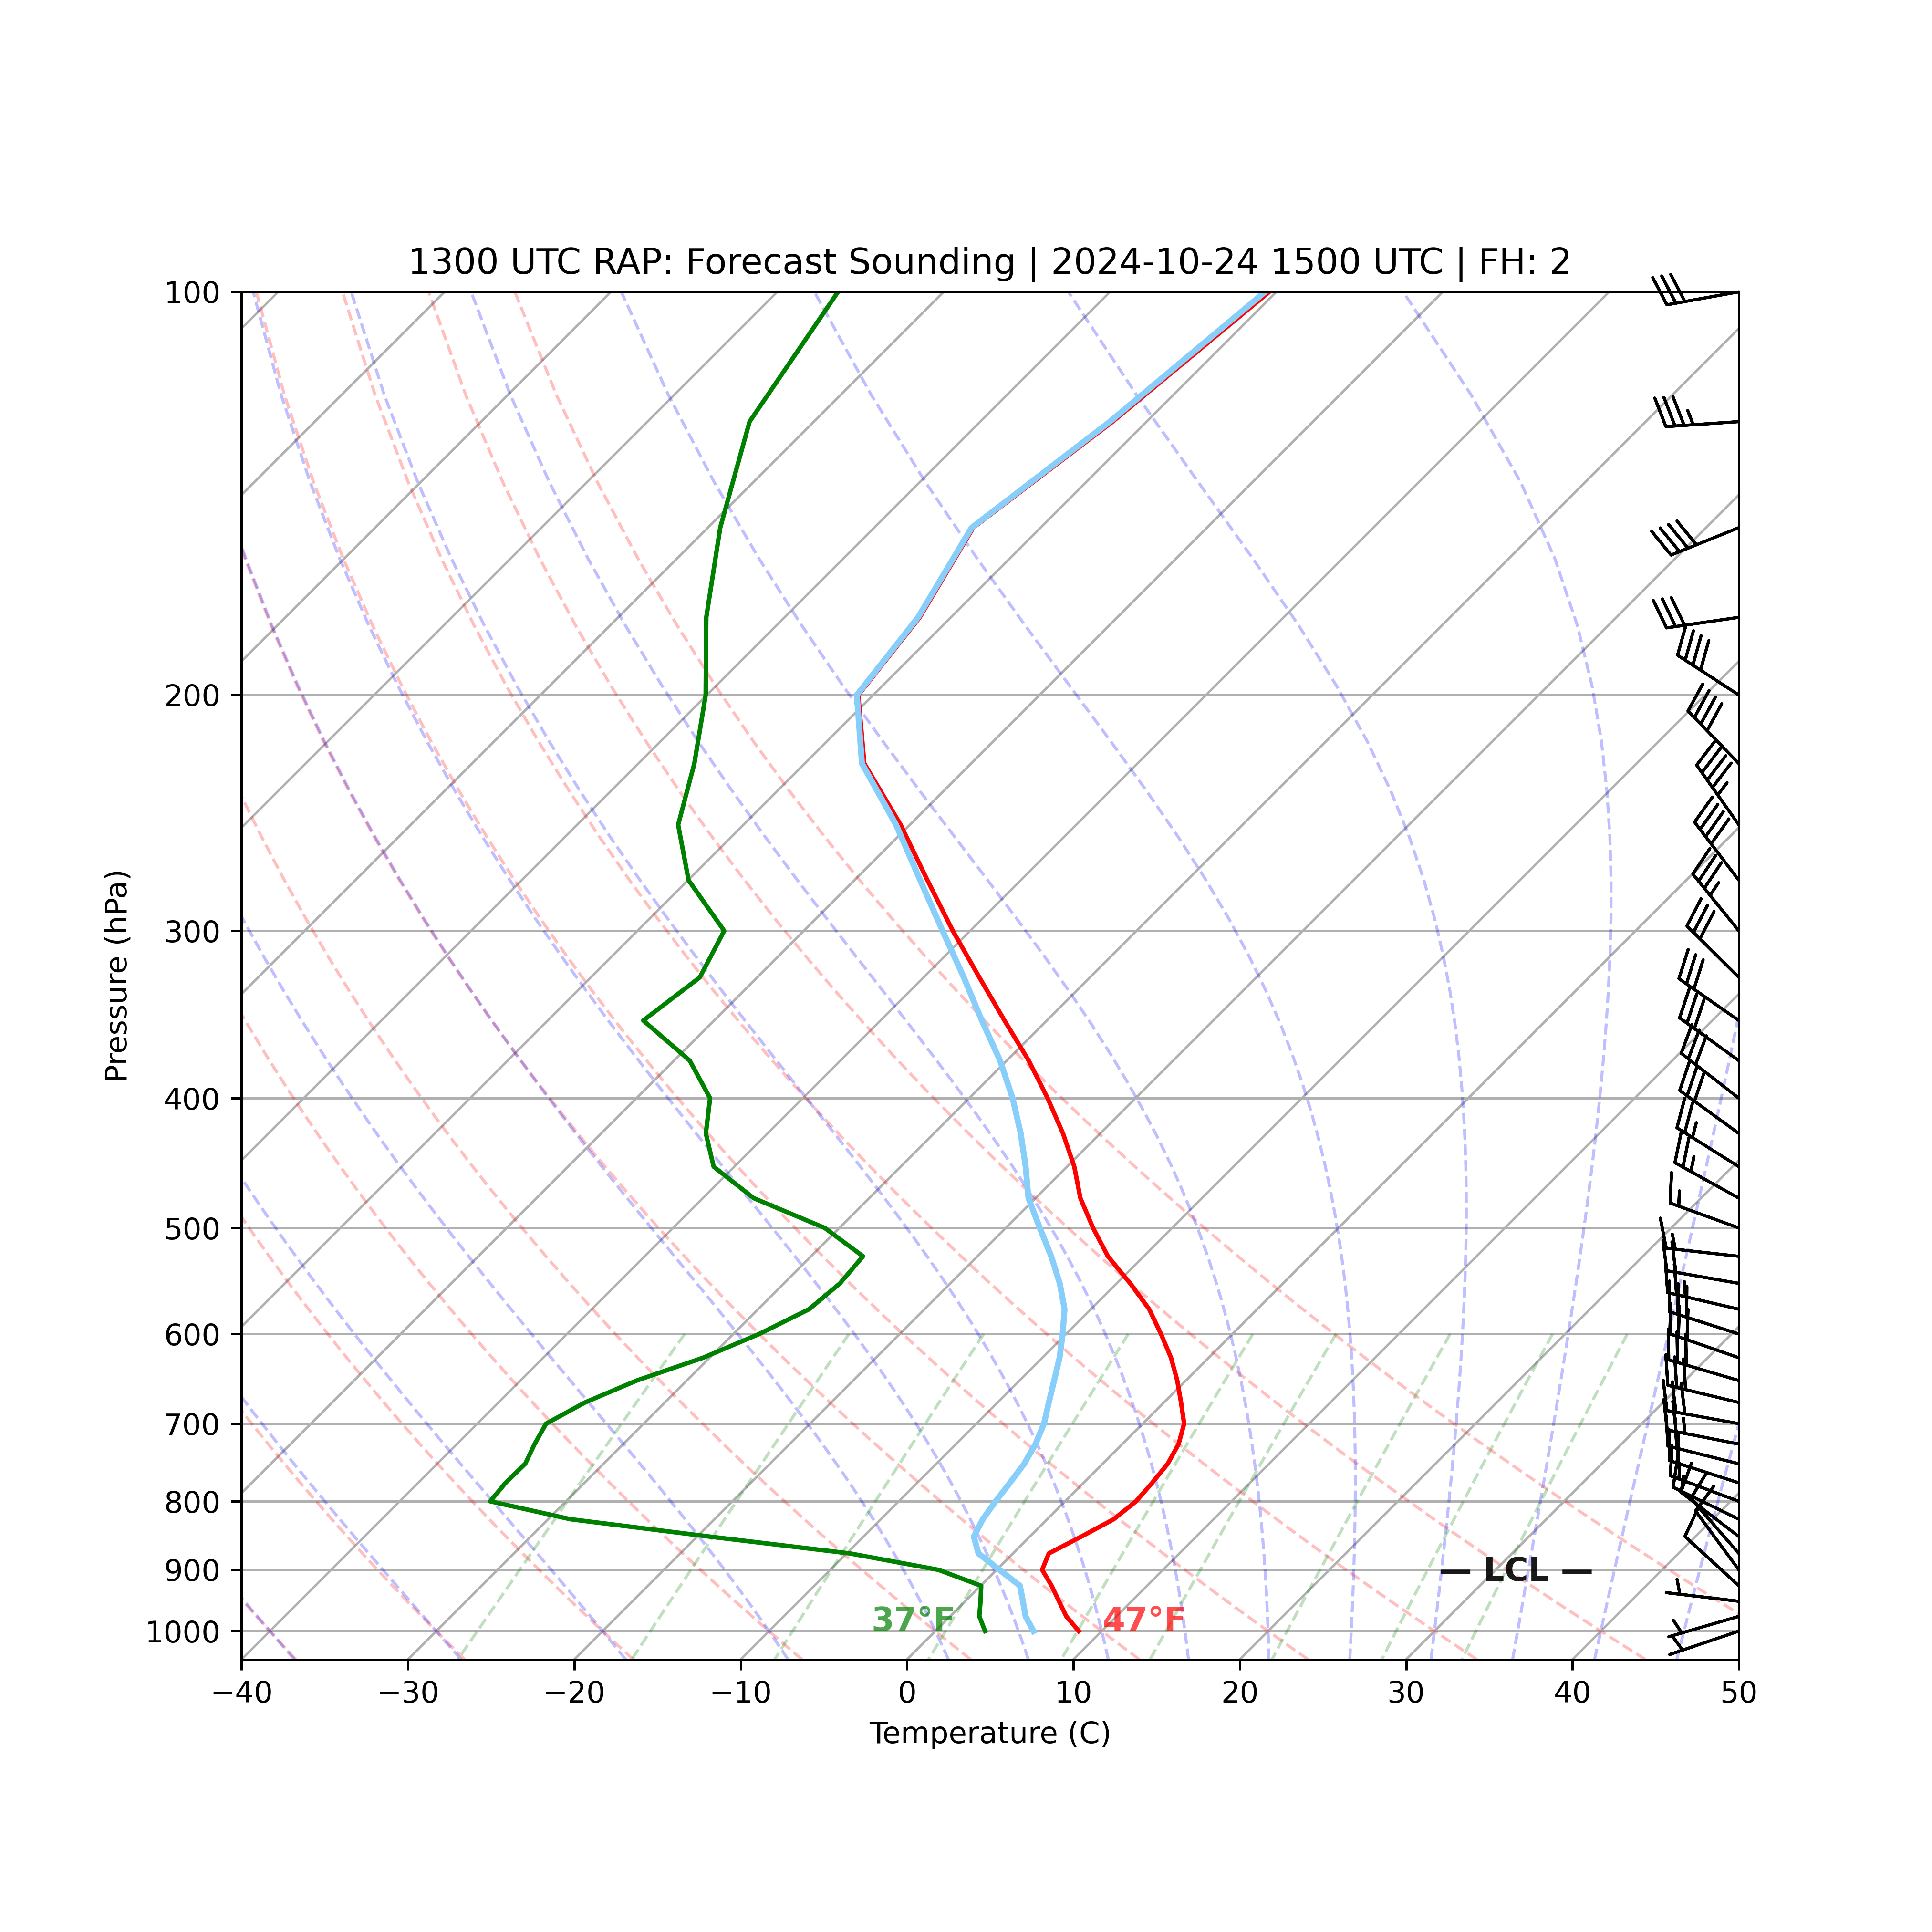 1300 UTC RAP: Forecast Sounding | 2024-10-24 1500 UTC | FH: 2
100
200
300
400
500
600
700
800
900
1000
Pressure (hPa)
— LCL —
37°F
47°F
−40 −30 −20 −10 0 10 20 30 40 50
Temperature (C)